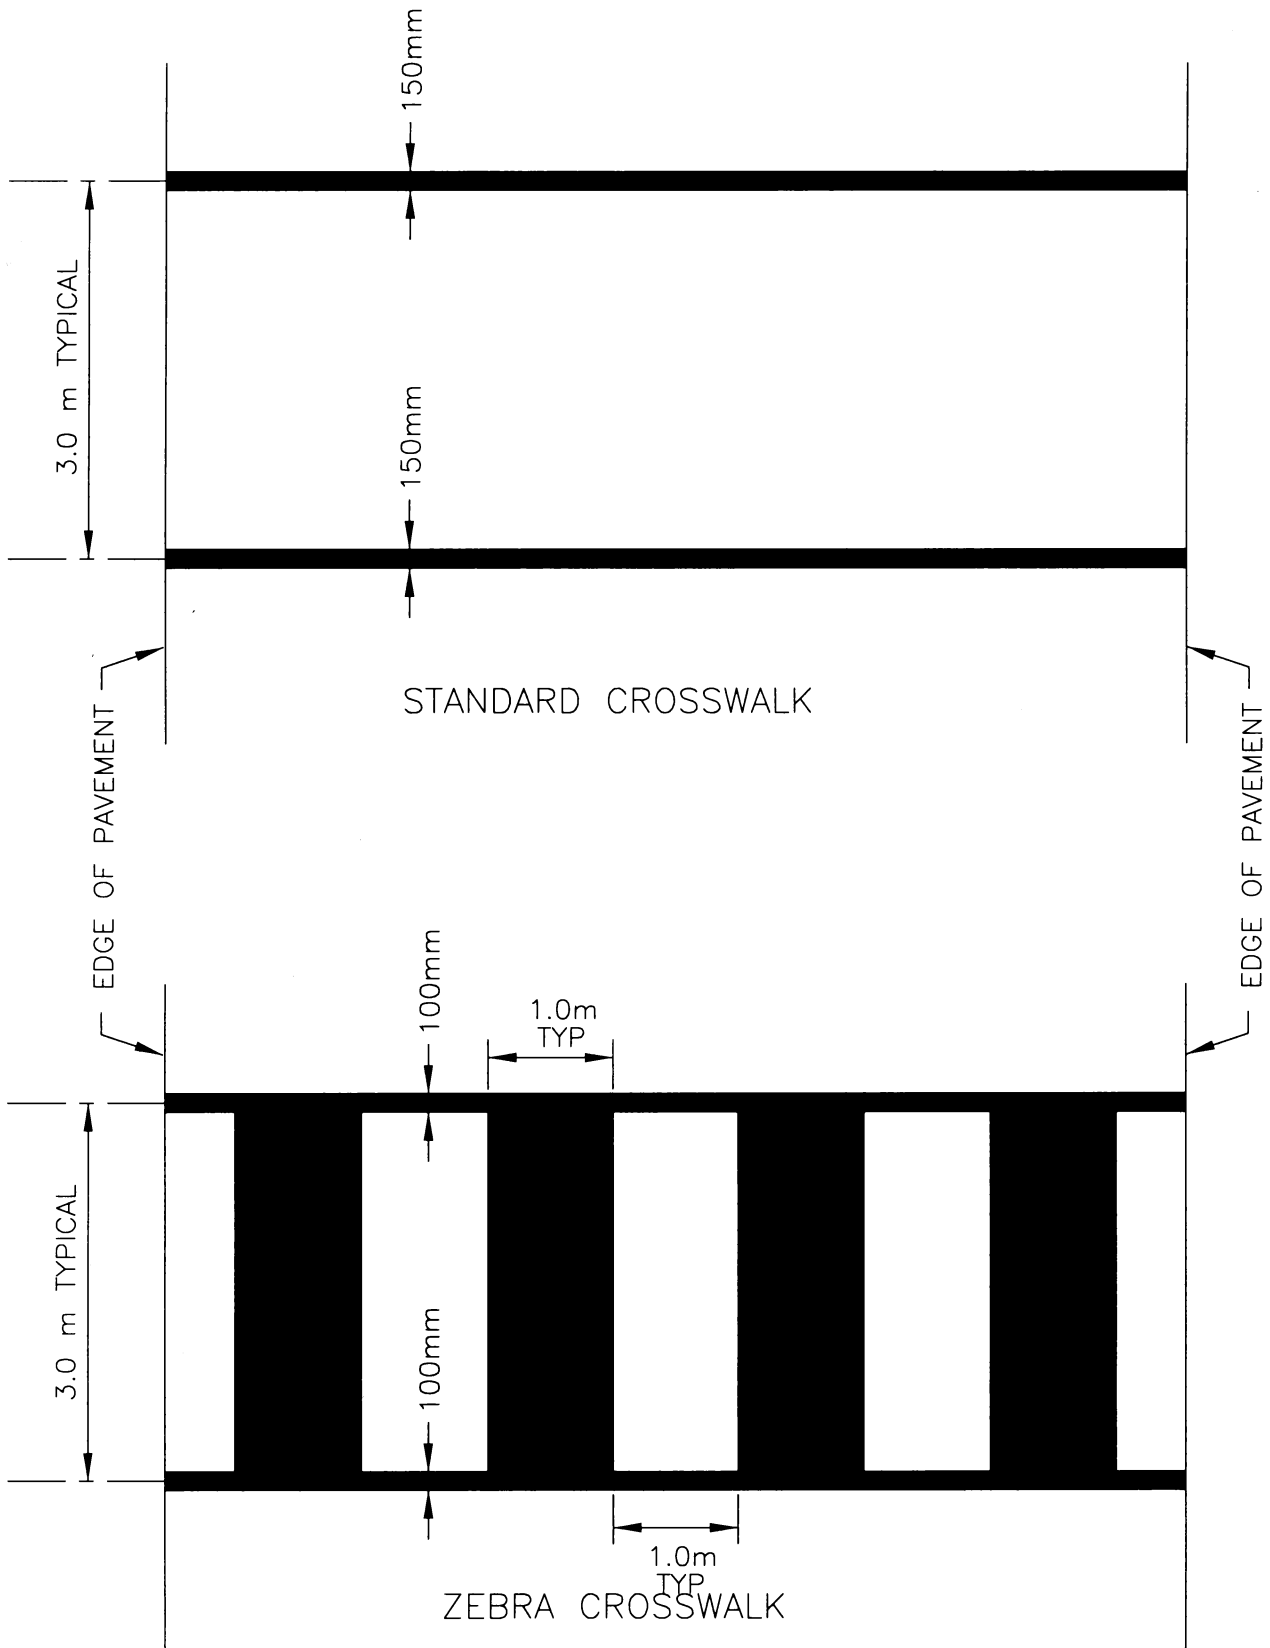 150mm
3.0 m TYPICAL
150mm
STANDARD CROSSWALK
EDGE OF PAVEMENT
EDGE OF PAVEMENT
100mm
1.0m
TYP
3.0 m TYPICAL
100mm
1.0m
TYP
ZEBRA CROSSWALK